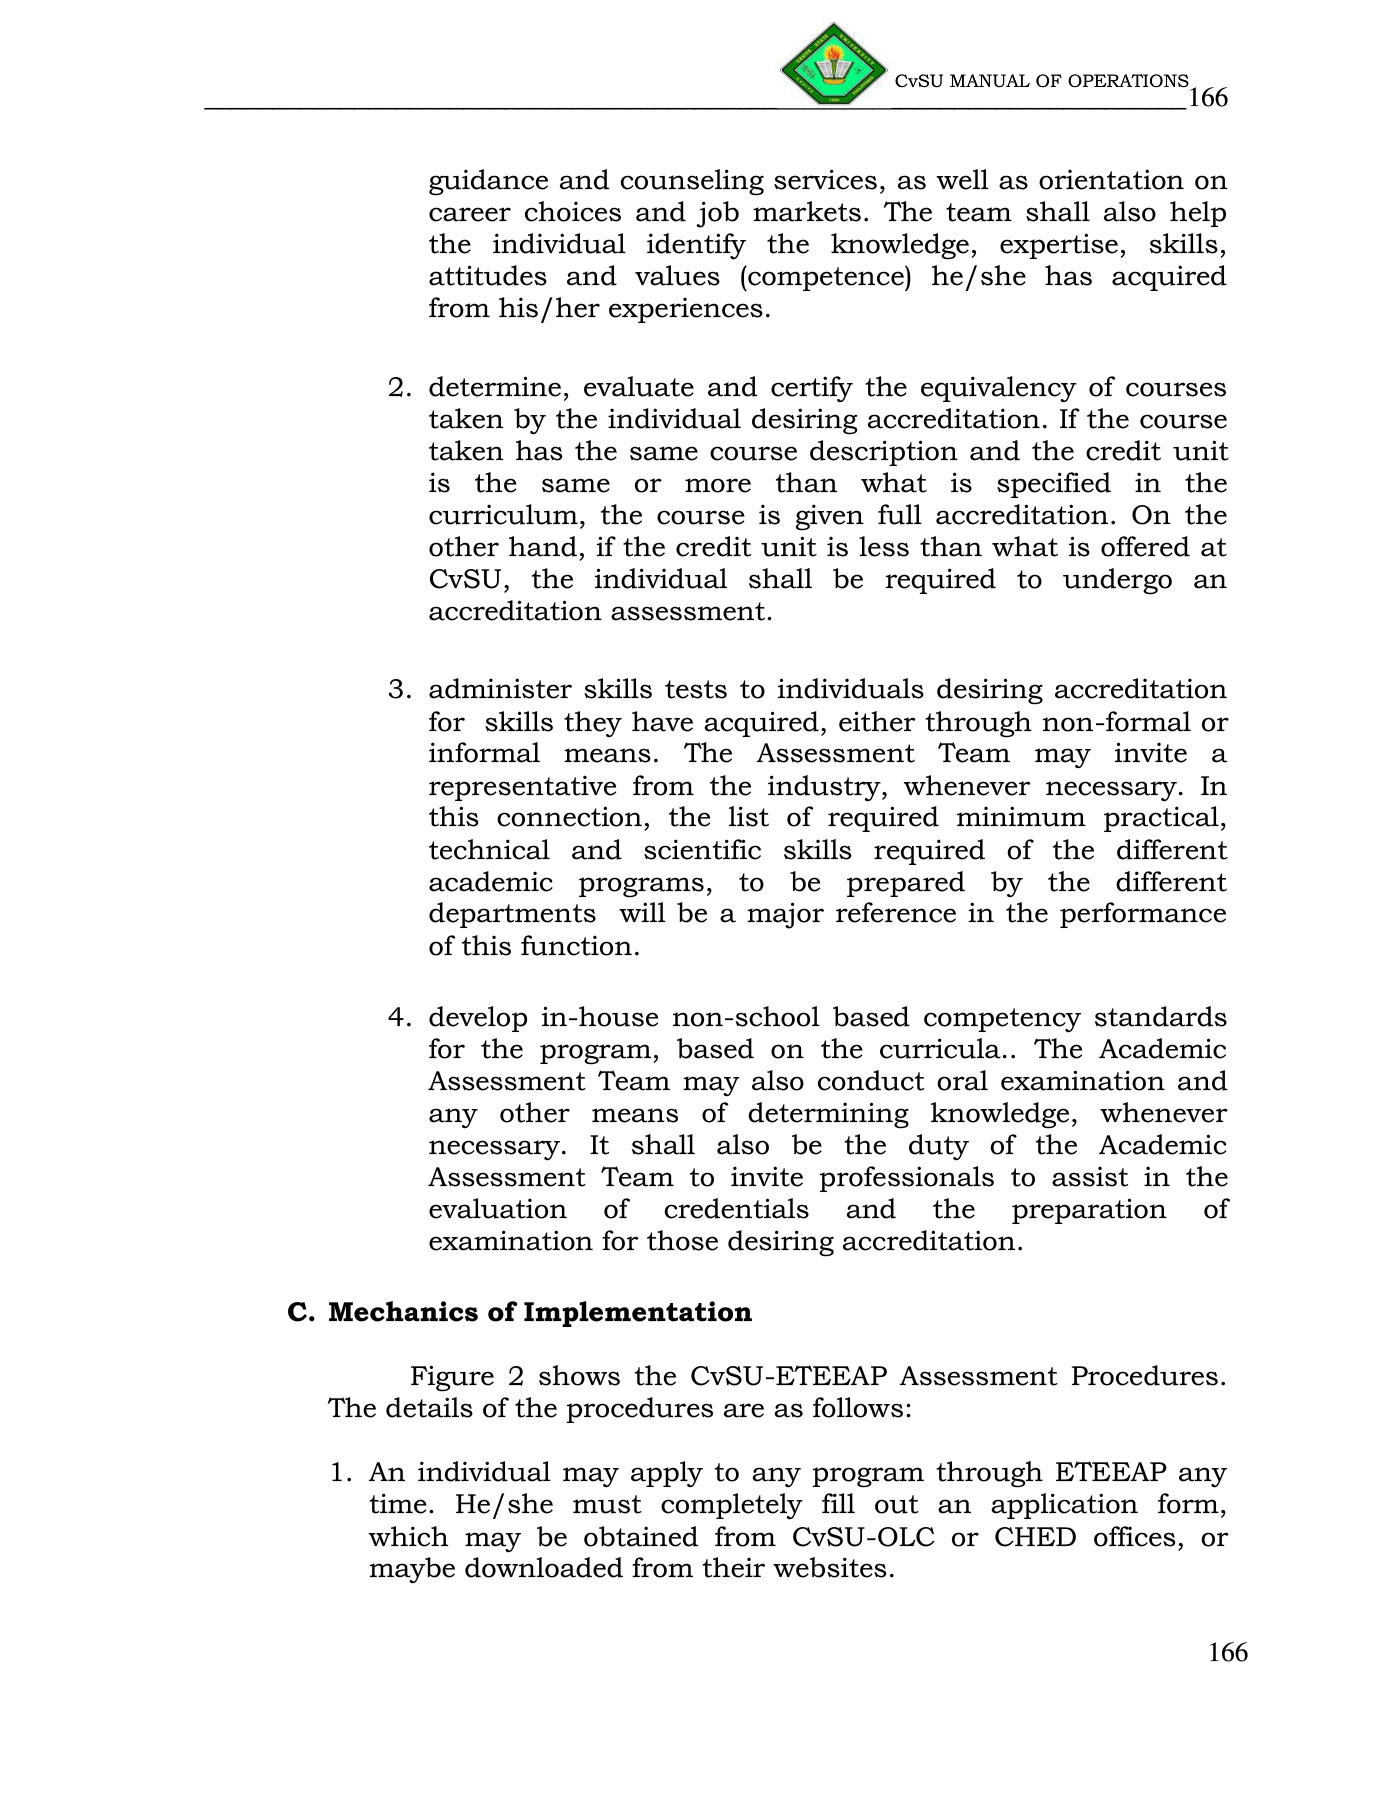 CvSU MANUAL OF OPERATIONS
166
guidance and counseling services, as well as orientation on
career choices and job markets. The team shall also help
the individual identify the knowledge, expertise, skills,
attitudes and values (competence) he/she has acquired
from his/her experiences.
2. determine, evaluate and certify the equivalency of courses
taken by the individual desiring accreditation. If the course
taken has the same course description and the credit unit
is the same or more than what is specified in the
curriculum, the course is given full accreditation. On the
other hand, if the credit unit is less than what is offered at
CvSU, the individual shall be required to undergo an
accreditation assessment.
3. administer skills tests to individuals desiring accreditation
for skills they have acquired, either through non-formal or
informal means. The Assessment Team may invite a
representative from the industry, whenever necessary. In
this connection, the list of required minimum practical,
technical and scientific skills required of the different
academic programs, to be prepared by the different
departments will be a major reference in the performance
of this function.
4. develop in-house non-school based competency standards
for the program, based on the curricula.. The Academic
Assessment Team may also conduct oral examination and
any other means of determining knowledge, whenever
necessary. It shall also be the duty of the Academic
Assessment Team to invite professionals to assist in the
evaluation of credentials and the preparation of
examination for those desiring accreditation.
C. Mechanics of Implementation
Figure 2 shows the CvSU-ETEEAP Assessment Procedures.
The details of the procedures are as follows:
1. An individual may apply to any program through ETEEAP any
time. He/she must completely fill out an application form,
which may be obtained from CvSU-OLC or CHED offices, or
maybe downloaded from their websites.
166